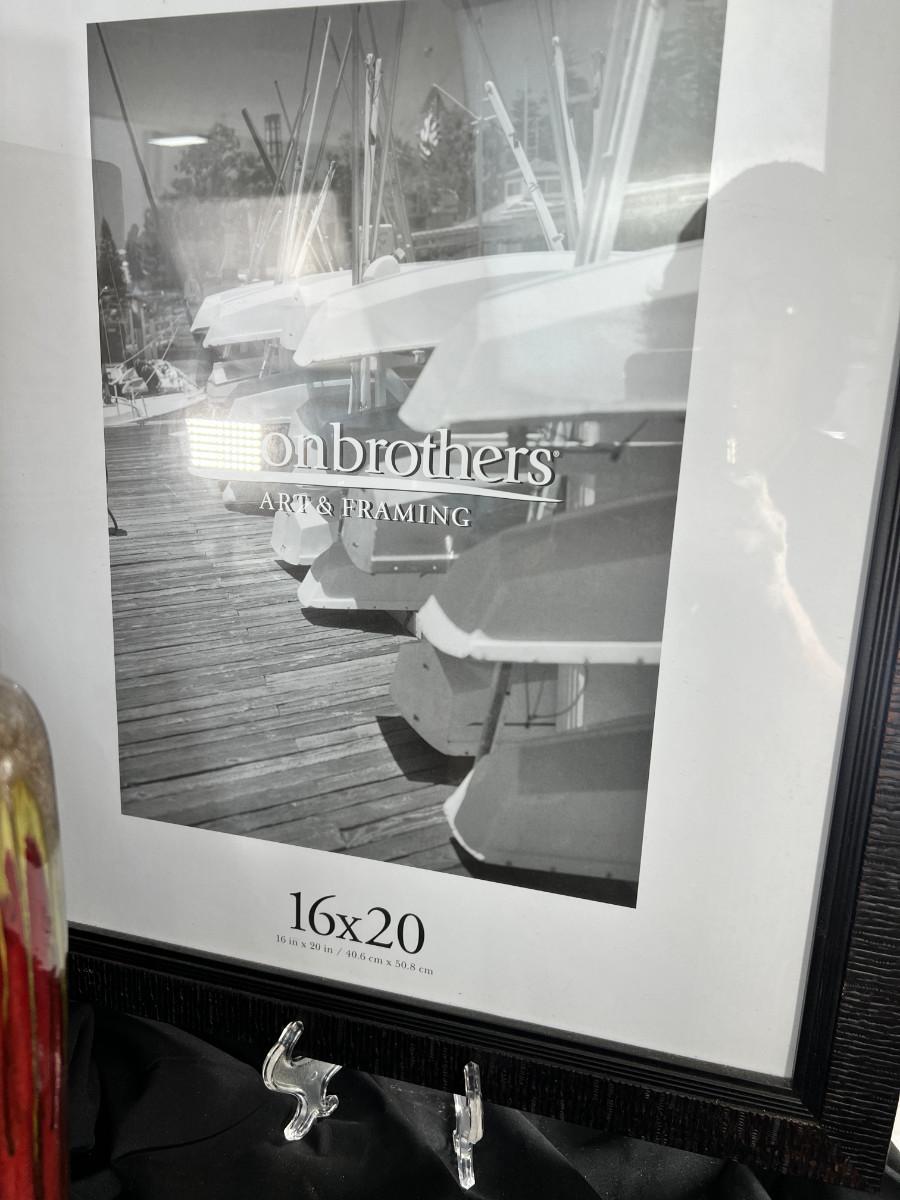 onbrothers®
ART & FRAMING
16x20
16 in x 20 in / 40.6 cm x 50.8 cm